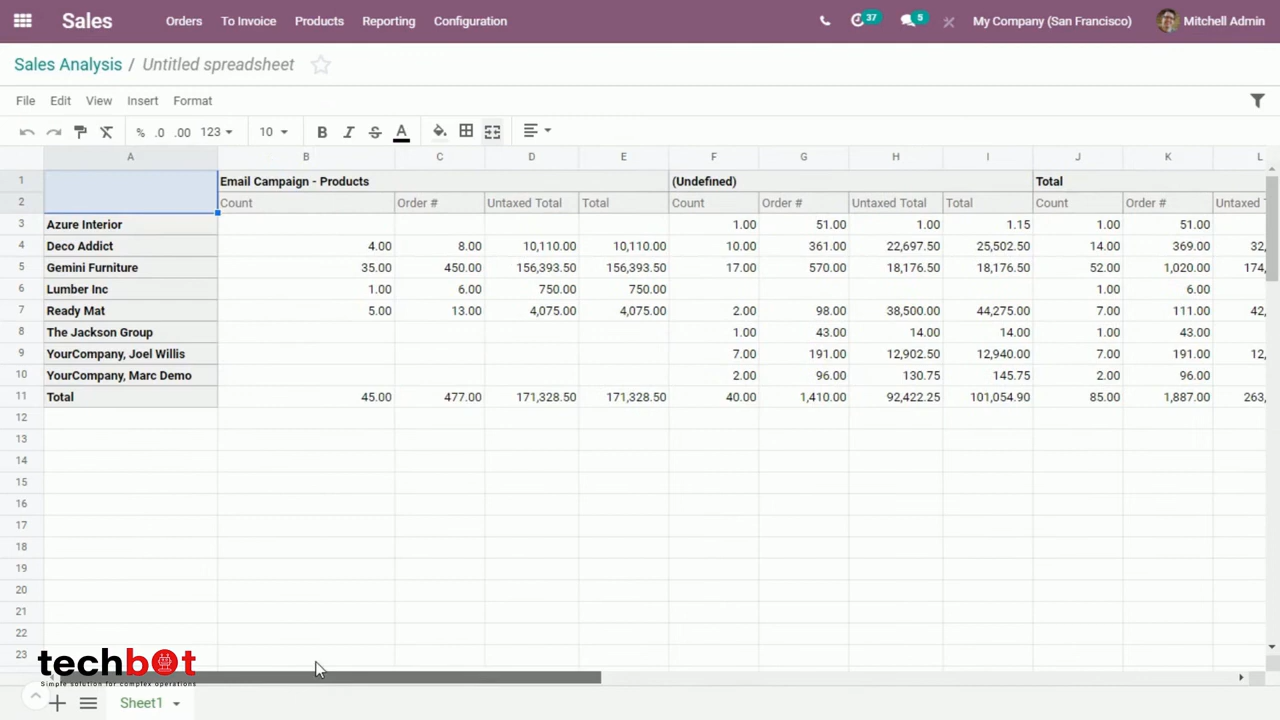 Sales Orders To Invoice Products Reporting Configuration 37 5 My Company (San Francisco) Mitchell Admin
Sales Analysis / Untitled spreadsheet
File Edit View Insert Format
% .0 .00 123 10 B I S A
A B C D E F G H I J K L
1 Email Campaign - Products (Undefined) Total
2 Count Order # Untaxed Total Total Count Order # Untaxed Total Total Count Order # Untaxed T
3 Azure Interior 1.00 51.00 1.00 1.15 1.00 51.00
4 Deco Addict 4.00 8.00 10,110.00 10,110.00 10.00 361.00 22,697.50 25,502.50 14.00 369.00 32,
5 Gemini Furniture 35.00 450.00 156,393.50 156,393.50 17.00 570.00 18,176.50 18,176.50 52.00 1,020.00 174,
6 Lumber Inc 1.00 6.00 750.00 750.00 1.00 6.00
7 Ready Mat 5.00 13.00 4,075.00 4,075.00 2.00 98.00 38,500.00 44,275.00 7.00 111.00 42,
8 The Jackson Group 1.00 43.00 14.00 14.00 1.00 43.00
9 YourCompany, Joel Willis 7.00 191.00 12,902.50 12,940.00 7.00 191.00 12,
10 YourCompany, Marc Demo 2.00 96.00 130.75 145.75 2.00 96.00
11 Total 45.00 477.00 171,328.50 171,328.50 40.00 1,410.00 92,422.25 101,054.90 85.00 1,887.00 263,
12
13
14
15
16
17
18
19
20
21
22
23
techbot
Simple solution for complex operations
Sheet1